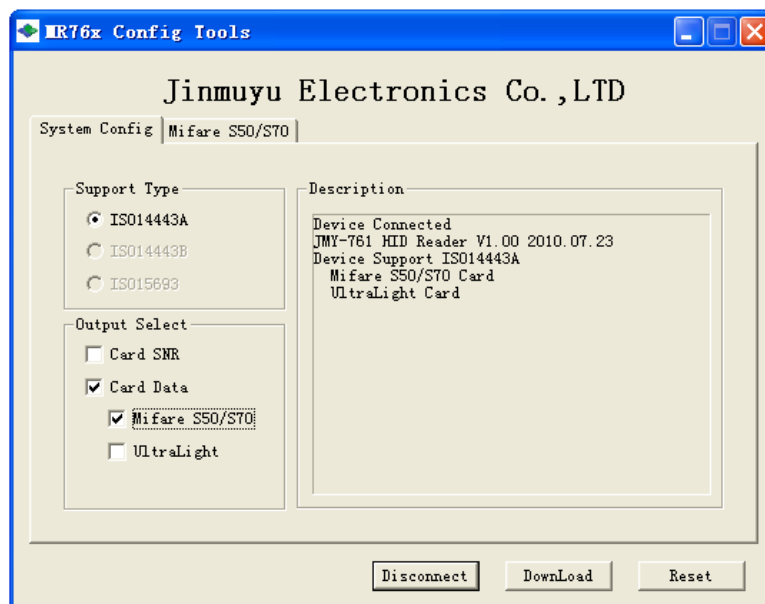 MR76x Config Tools
Jinmuyu Electronics Co.,LTD
System Config
Mifare S50/S70
Support Type
ISO14443A
ISO14443B
ISO15693
Output Select
Card SNR
Card Data
Mifare S50/S70
UltraLight
Description
Device Connected
JMY-761 HID Reader V1.00 2010.07.23
Device Support ISO14443A
Mifare S50/S70 Card
UltraLight Card
Disconnect
DownLoad
Reset